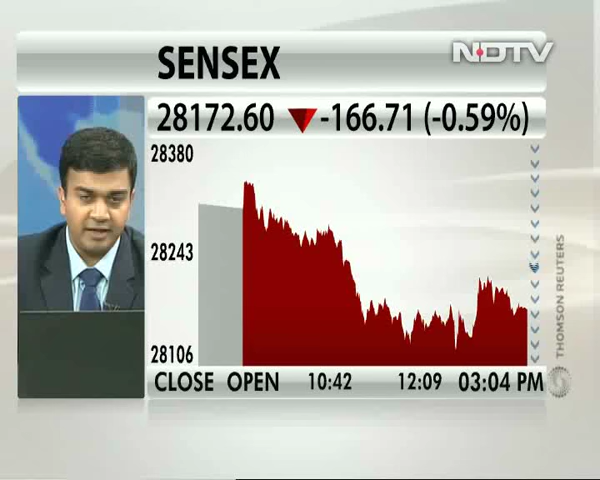 SENSEX
NDTV
28172.60 -166.71 (-0.59%)
28380
28243
28106
CLOSE OPEN 10:42 12:09 03:04 PM
THOMSON REUTERS